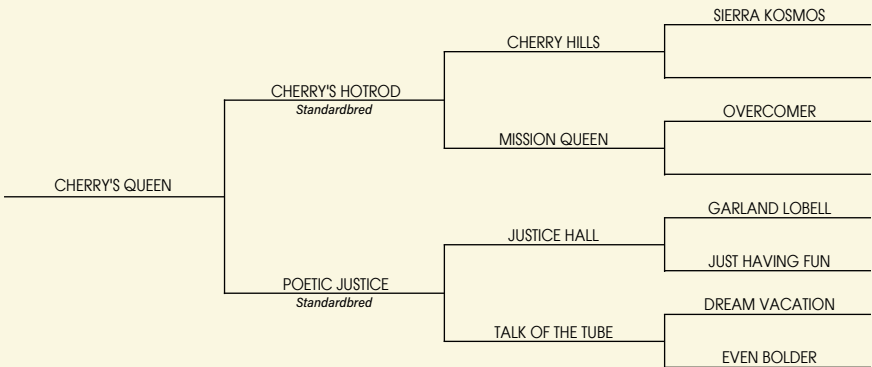 SIERRA KOSMOS
CHERRY HILLS
CHERRY'S HOTROD
Standardbred
OVERCOMER
MISSION QUEEN
CHERRY'S QUEEN
GARLAND LOBELL
JUSTICE HALL
JUST HAVING FUN
POETIC JUSTICE
Standardbred
DREAM VACATION
TALK OF THE TUBE
EVEN BOLDER